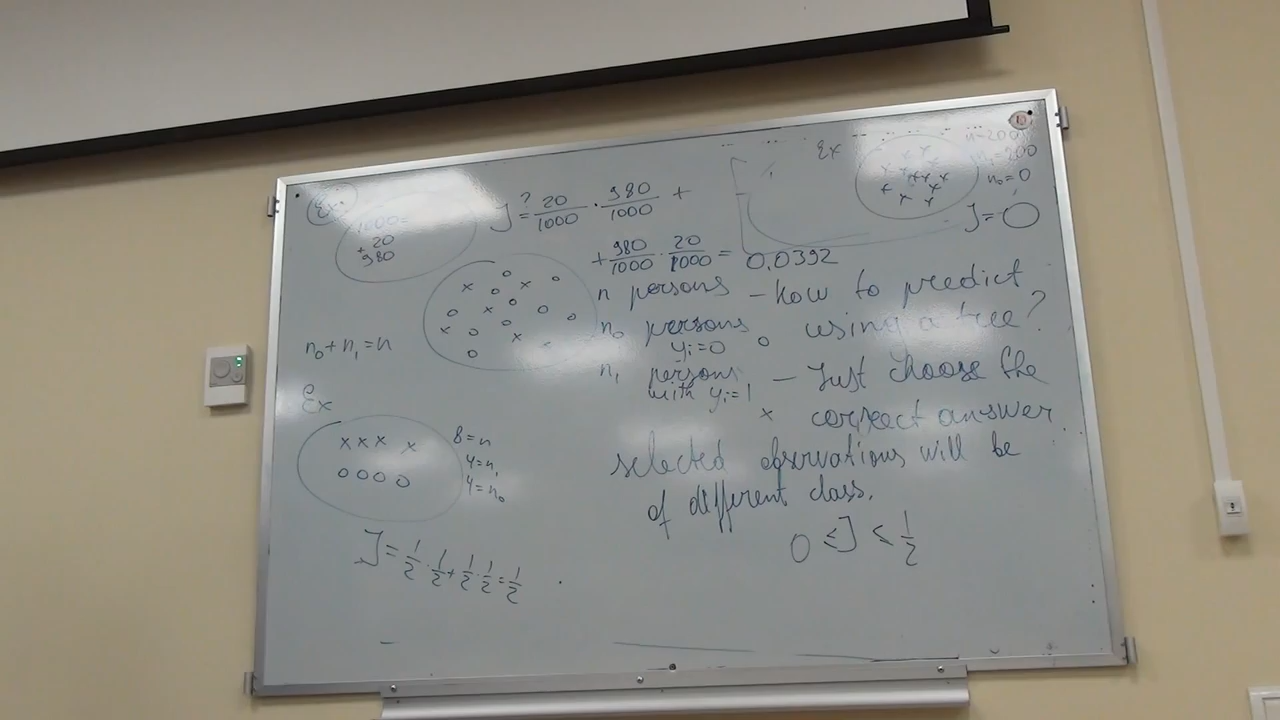 Ex.
1000=
+ 20
980
J ?= 20/1000 · 980/1000 +
+ 980/1000 · 20/1000 = 0.0392
Ex
n=200
n₁=200
n₀=0
J=0
n persons – how to predict
n₀ persons using a tree?
yᵢ=0 o
n₁ persons – Just choose the
with yᵢ=1 x correct answer.
selected observations will be
of different class.
0 ≤ J ≤ 1/2
n₀+n₁=n
Ex
x x x x
o o o o
8=n
4=n₁
4=n₀
J = 1/2 · 1/2 + 1/2 · 1/2 = 1/2